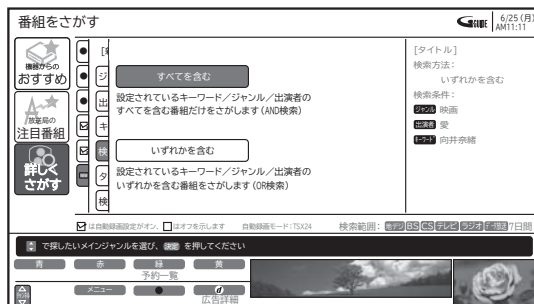 番組をさがす
GGUIDE 6/25 (月)
AM11:11
機器からの
おすすめ
放送局の
注目番組
詳しく
さがす
ジ
出
キ
検
タ
検
すべてを含む
設定されているキーワード／ジャンル／出演者の
すべてを含む番組だけをさがします(AND検索)
いずれかを含む
設定されているキーワード／ジャンル／出演者の
いずれかを含む番組をさがします(OR検索)
[タイトル]
検索方法:
いずれかを含む
検索条件:
ジャンル 映画
出演者 愛
キーワード 向井奈緒
は自動録画設定がオン、 はオフを示します 自動録画モード:TSX24 検索範囲: 地デジ BS CS テレビ ラジオ 7日間
で探したいメインジャンルを選び、 決定 を押してください
青 赤 緑 黄
予約一覧
メニュー d
広告詳細